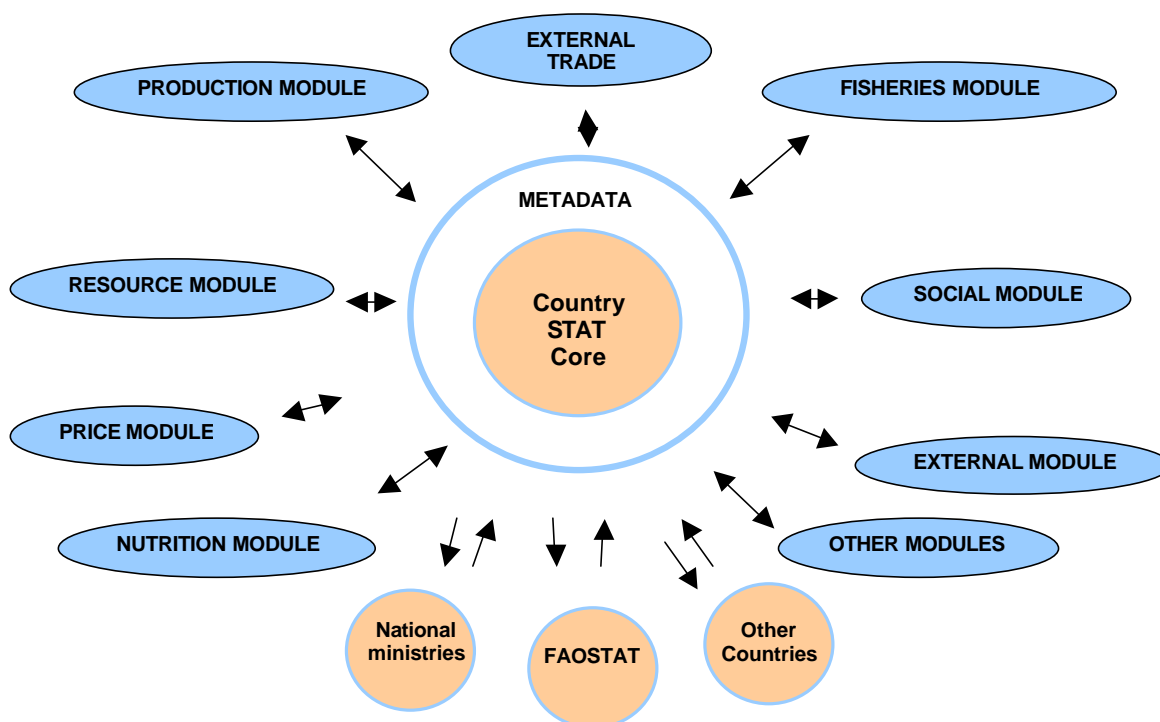 EXTERNAL
TRADE
PRODUCTION MODULE
FISHERIES MODULE
METADATA
RESOURCE MODULE
Country
STAT
Core
SOCIAL MODULE
PRICE MODULE
EXTERNAL MODULE
NUTRITION MODULE
OTHER MODULES
National
ministries
FAOSTAT
Other
Countries